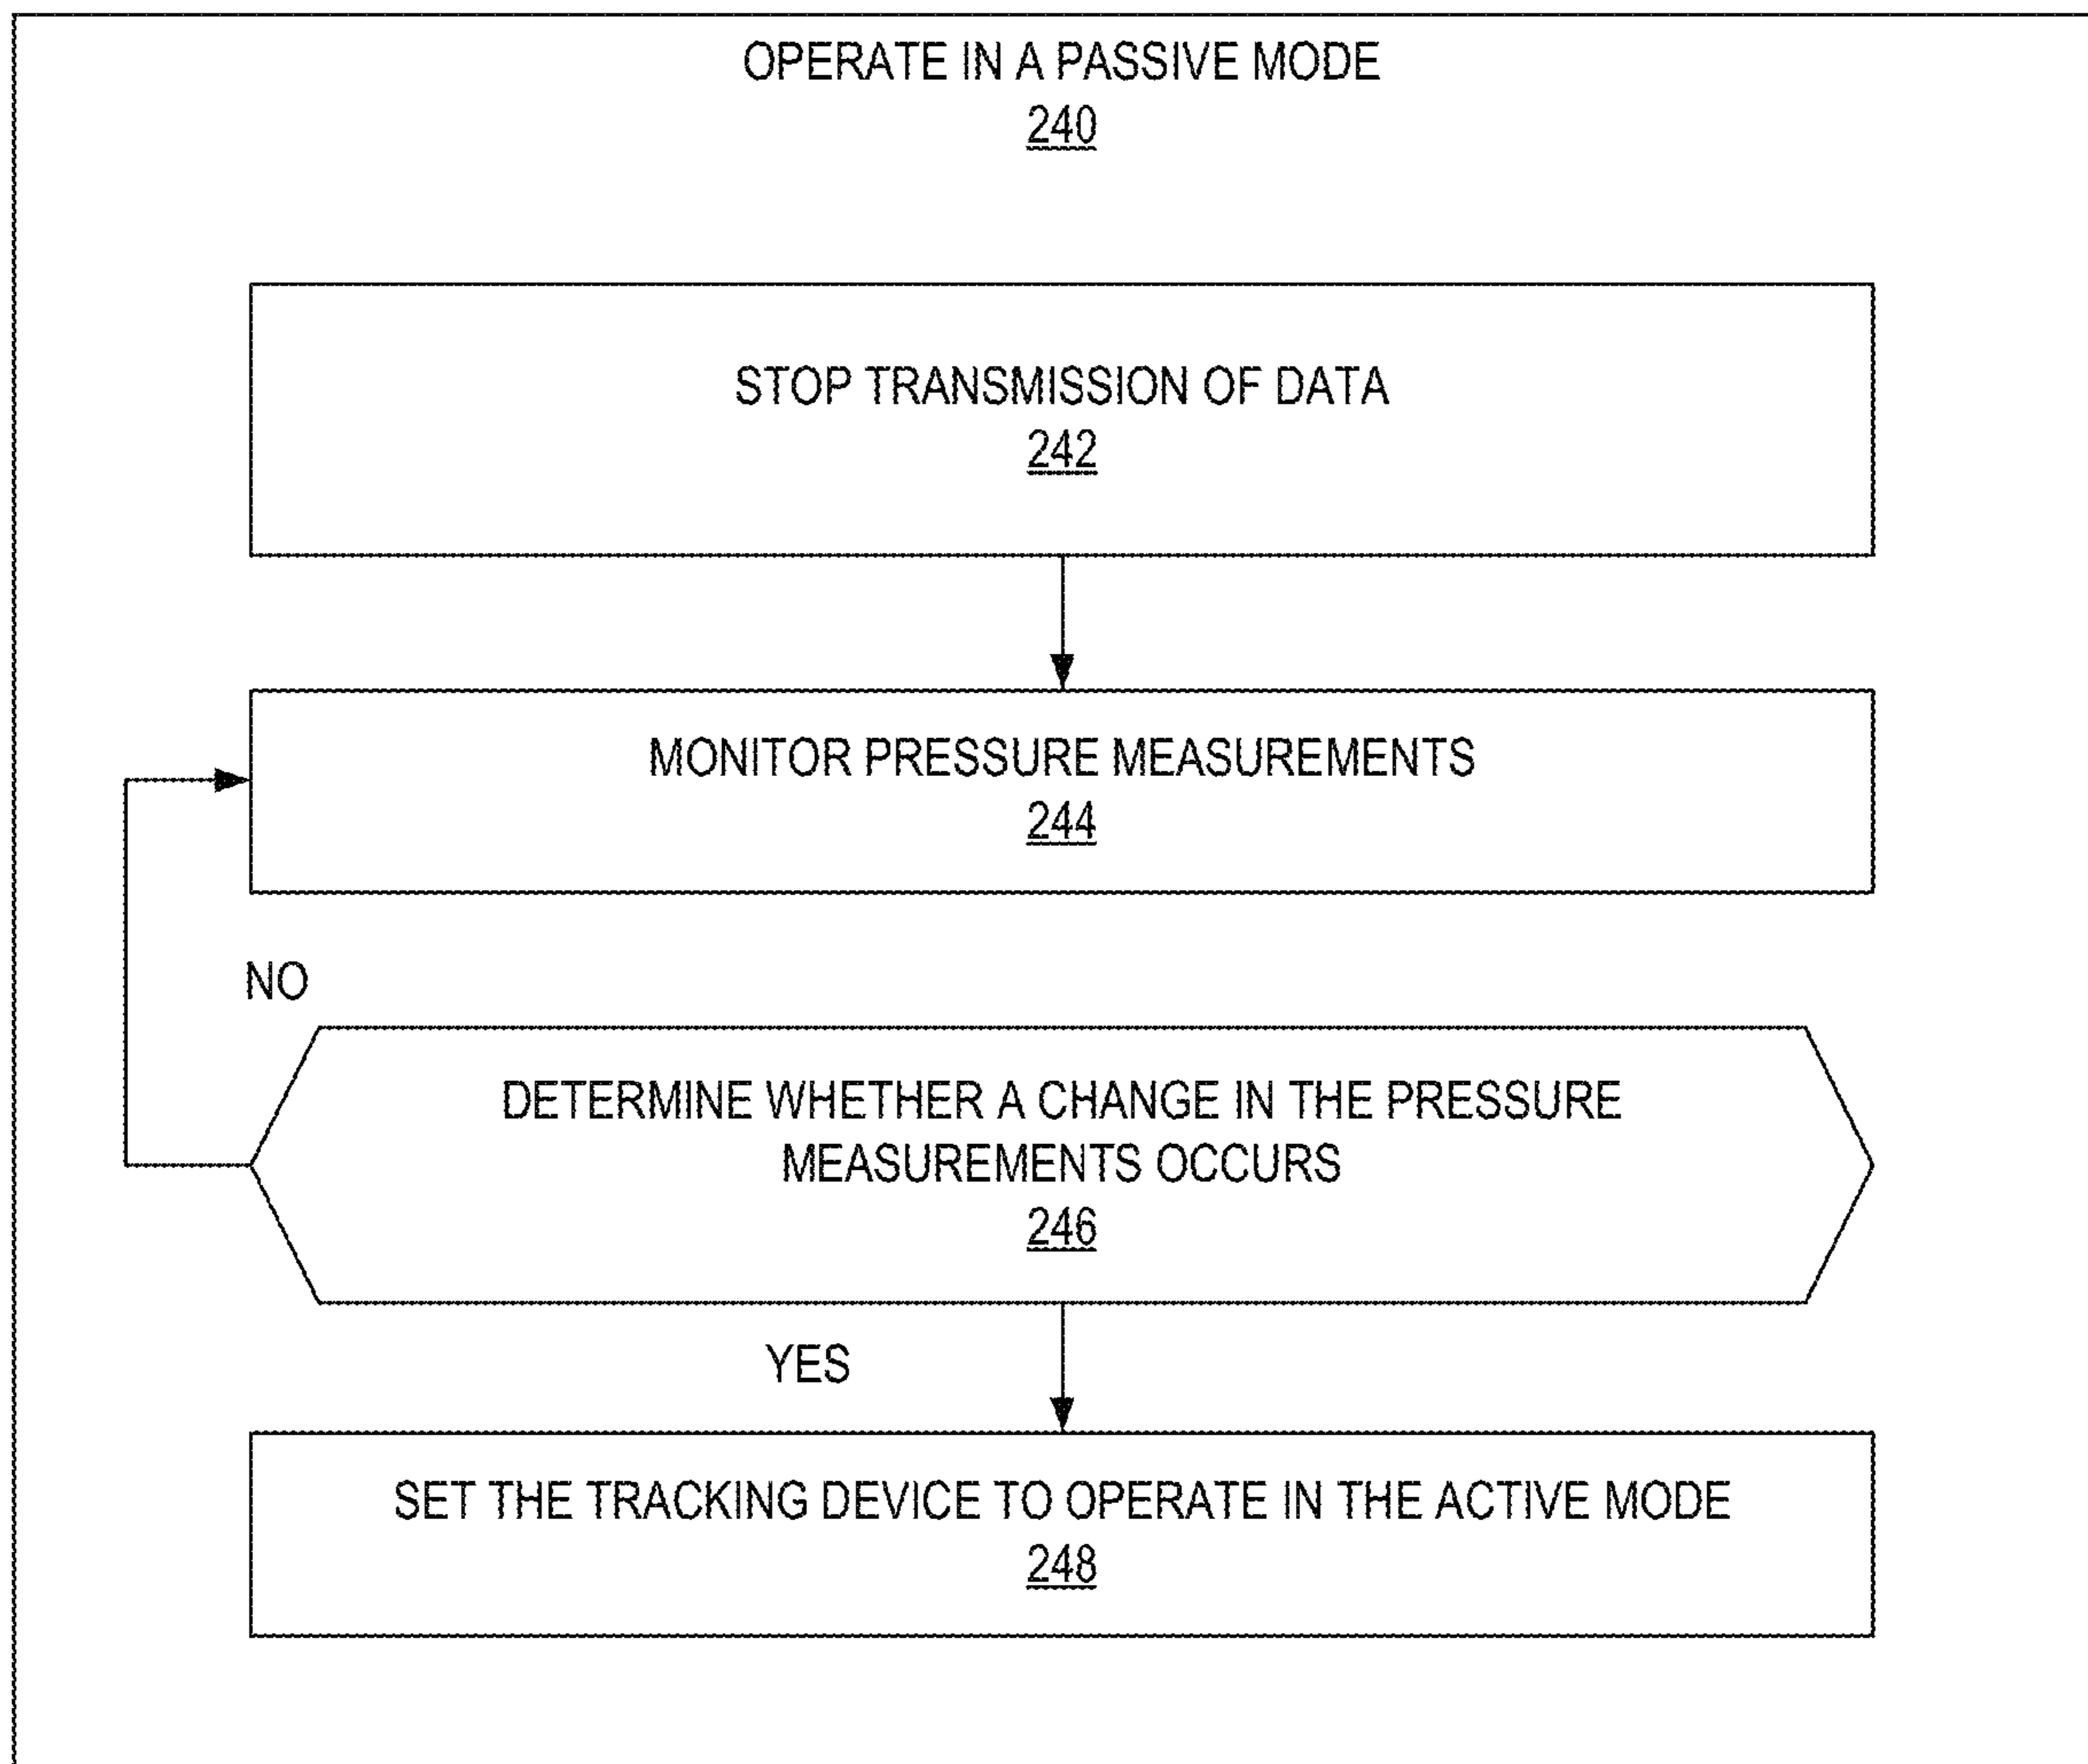 OPERATE IN A PASSIVE MODE
240
STOP TRANSMISSION OF DATA
242
MONITOR PRESSURE MEASUREMENTS
244
NO
DETERMINE WHETHER A CHANGE IN THE PRESSURE
MEASUREMENTS OCCURS
246
YES
SET THE TRACKING DEVICE TO OPERATE IN THE ACTIVE MODE
248